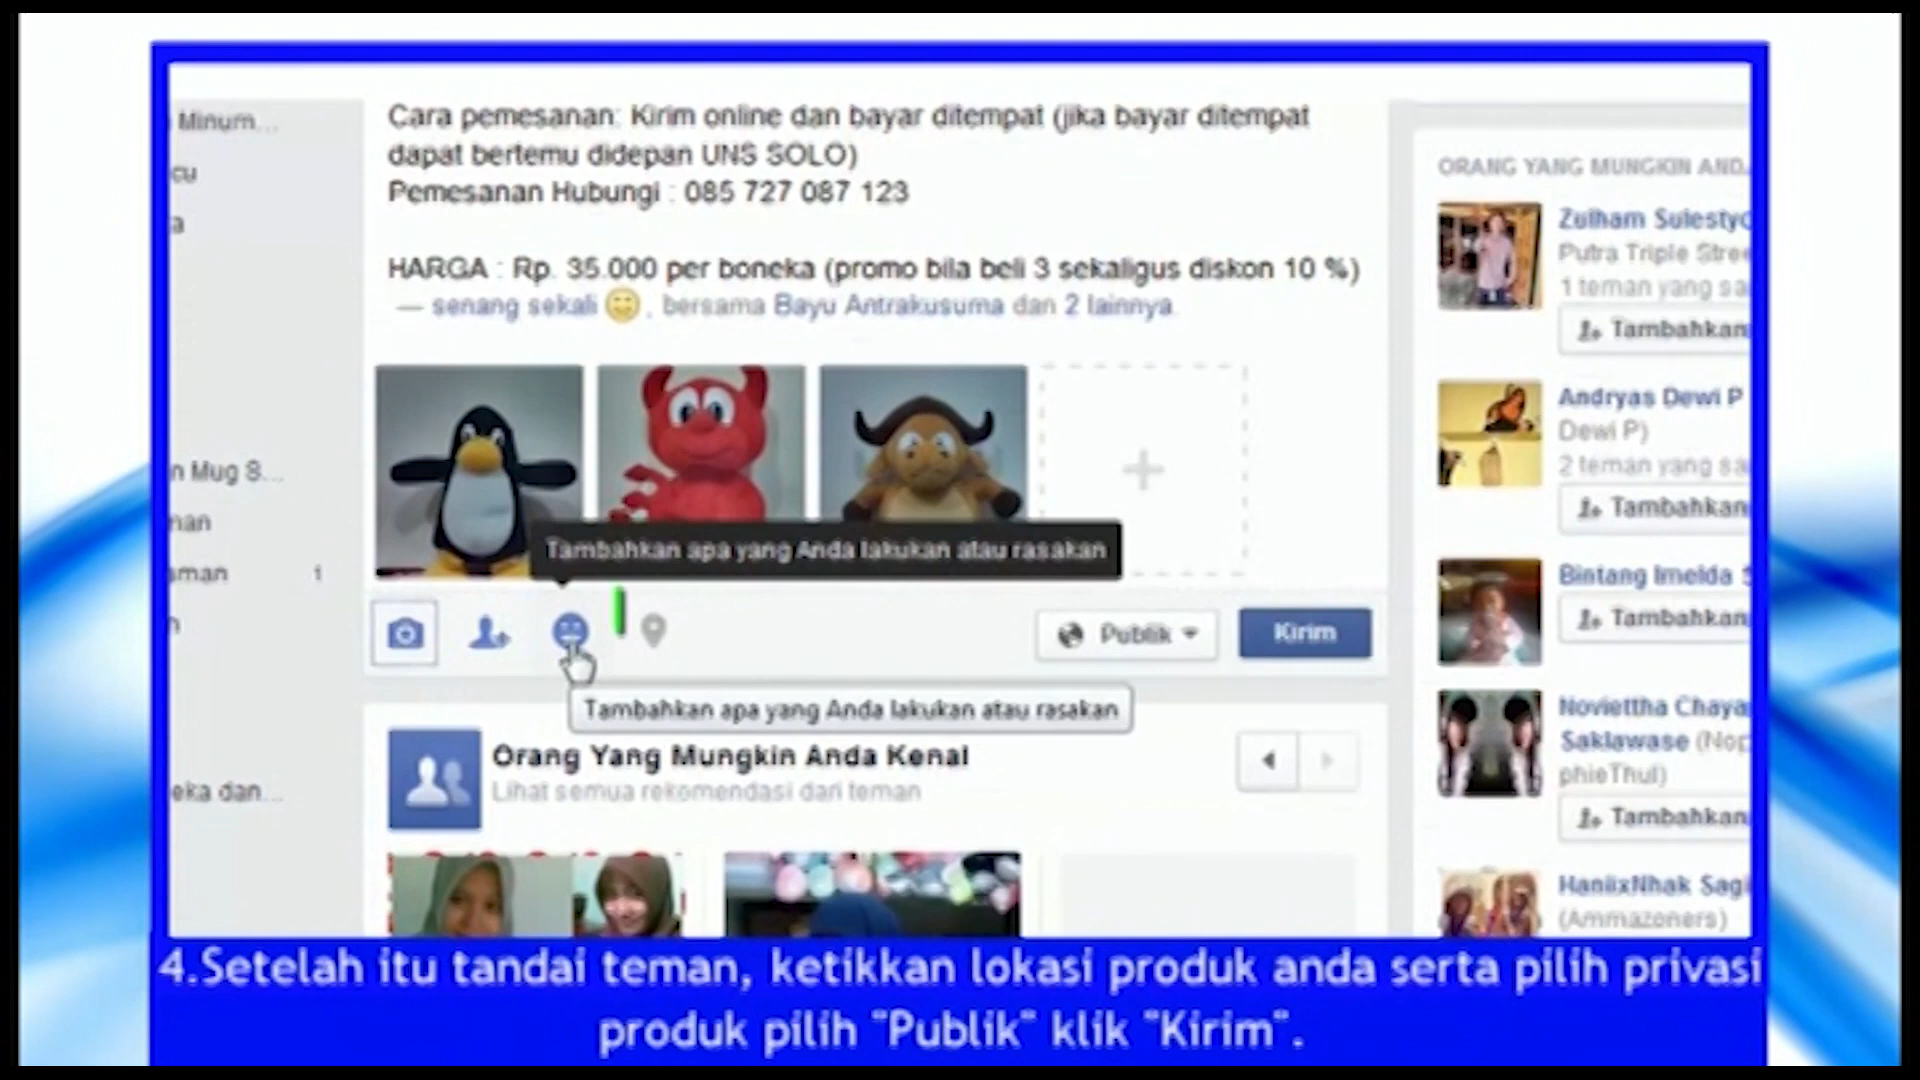 Minum...
cu
a
n Mug S...
nan
aman 1
n
eka dan...
Cara pemesanan: Kirim online dan bayar ditempat (jika bayar ditempat
dapat bertemu didepan UNS SOLO)
Pemesanan Hubungi : 085 727 087 123
HARGA : Rp. 35.000 per boneka (promo bila beli 3 sekaligus diskon 10 %)
— senang sekali 😊, bersama Bayu Antrakusuma dan 2 lainnya.
Tambahkan apa yang Anda lakukan atau rasakan
Publik
Kirim
Tambahkan apa yang Anda lakukan atau rasakan
Orang Yang Mungkin Anda Kenal
Lihat semua rekomendasi dari teman
ORANG YANG MUNGKIN AND
Zulham Sulestyo
Putra Triple Stree
1 teman yang sa
Tambahkan
Andryas Dewi P
Dewi P)
2 teman yang sa
Tambahkan
Bintang Imelda S
Tambahkan
Noviettha Chaya
Saklawase (Nop
phieThul)
Tambahkan
HaniixNhak Sagi
(Ammazoners)
4.Setelah itu tandai teman, ketikkan lokasi produk anda serta pilih privasi
produk pilih "Publik" klik "Kirim".